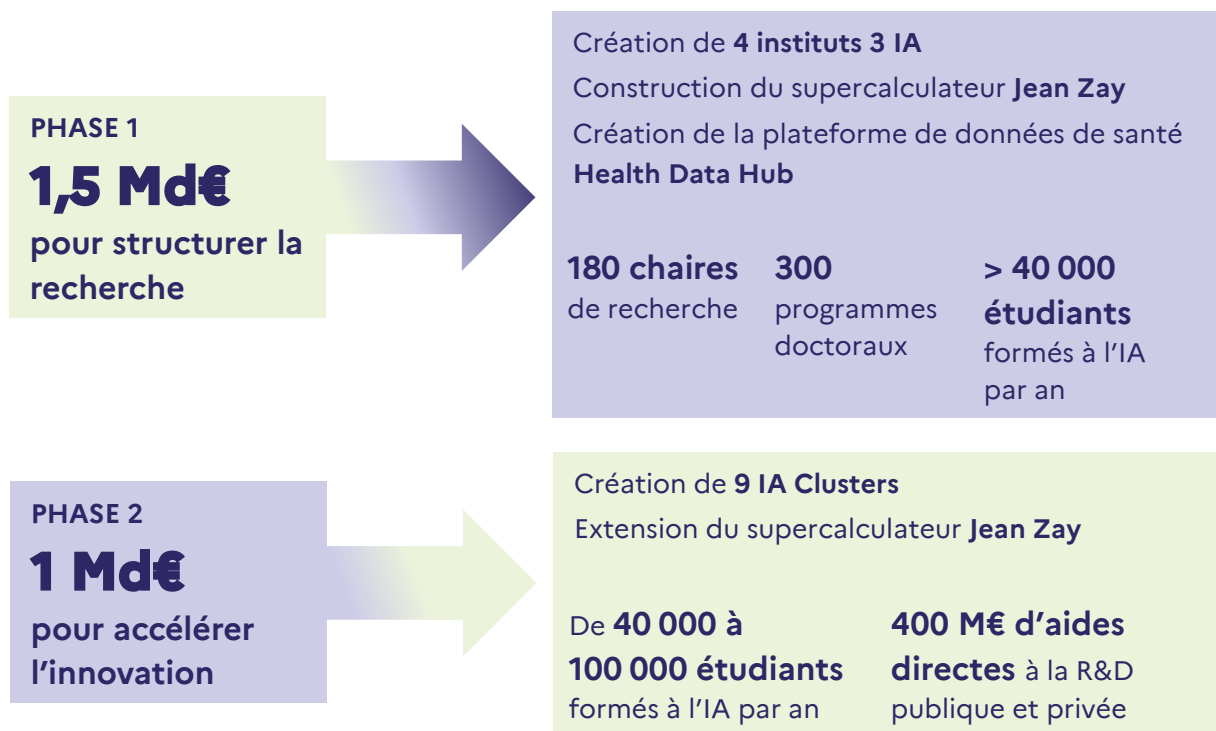 PHASE 1
1,5 Md€
pour structurer la
recherche
Création de 4 instituts 3 IA
Construction du supercalculateur Jean Zay
Création de la plateforme de données de santé
Health Data Hub
180 chaires
de recherche
300
programmes
doctoraux
> 40 000
étudiants
formés à l’IA
par an
PHASE 2
1 Md€
pour accélérer
l’innovation
Création de 9 IA Clusters
Extension du supercalculateur Jean Zay
De 40 000 à
100 000 étudiants
formés à l’IA par an
400 M€ d’aides
directes à la R&D
publique et privée